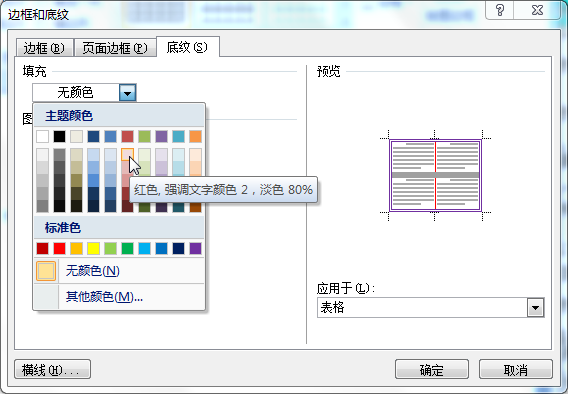 边框和底纹
边框(B) 页面边框(P) 底纹(S)
填充
无颜色
主题颜色
红色, 强调文字颜色 2，淡色 80%
标准色
无颜色(N)
其他颜色(M)...
预览
应用于(L):
表格
横线(H)... 确定 取消